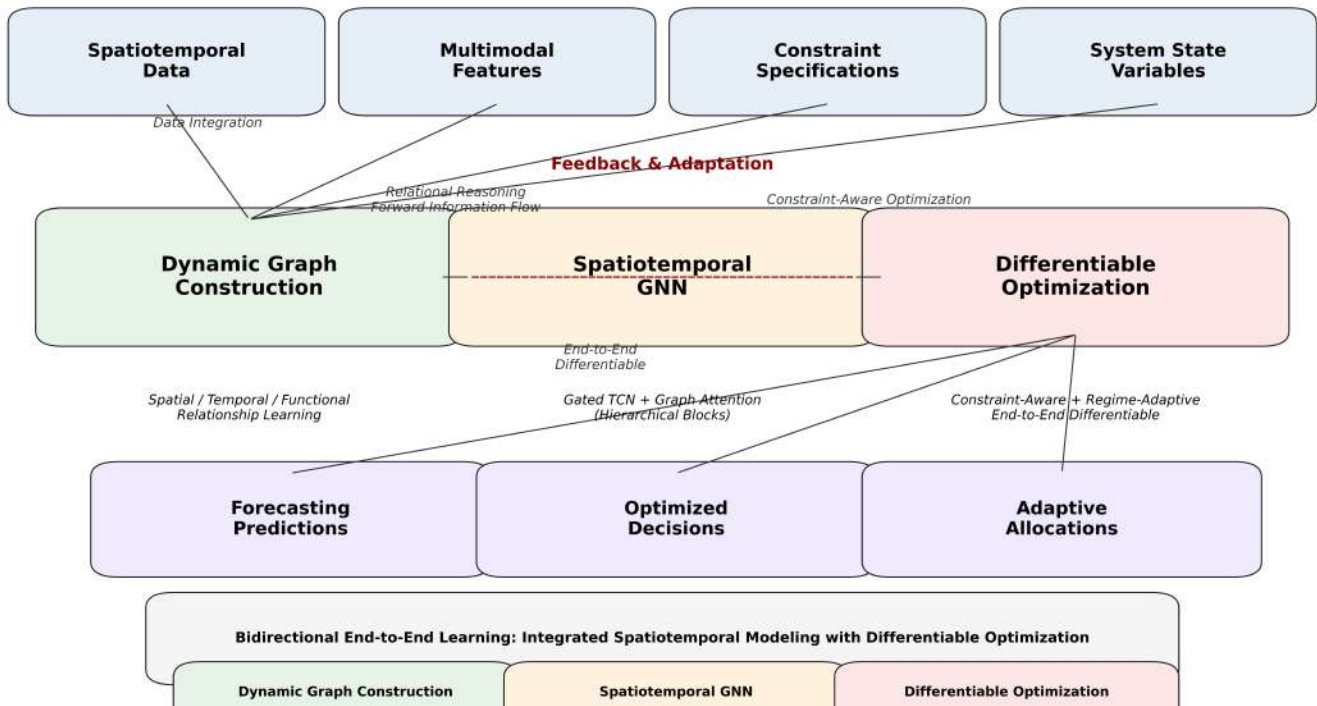 Spatiotemporal
Data
Multimodal
Features
Constraint
Specifications
System State
Variables
Data Integration
Feedback & Adaptation
Relational Reasoning
Forward Information Flow
Constraint-Aware Optimization
Dynamic Graph
Construction
Spatiotemporal
GNN
Differentiable
Optimization
End-to-End
Differentiable
Spatial / Temporal / Functional
Relationship Learning
Gated TCN + Graph Attention
(Hierarchical Blocks)
Constraint-Aware + Regime-Adaptive
End-to-End Differentiable
Forecasting
Predictions
Optimized
Decisions
Adaptive
Allocations
Bidirectional End-to-End Learning: Integrated Spatiotemporal Modeling with Differentiable Optimization
Dynamic Graph Construction
Spatiotemporal GNN
Differentiable Optimization